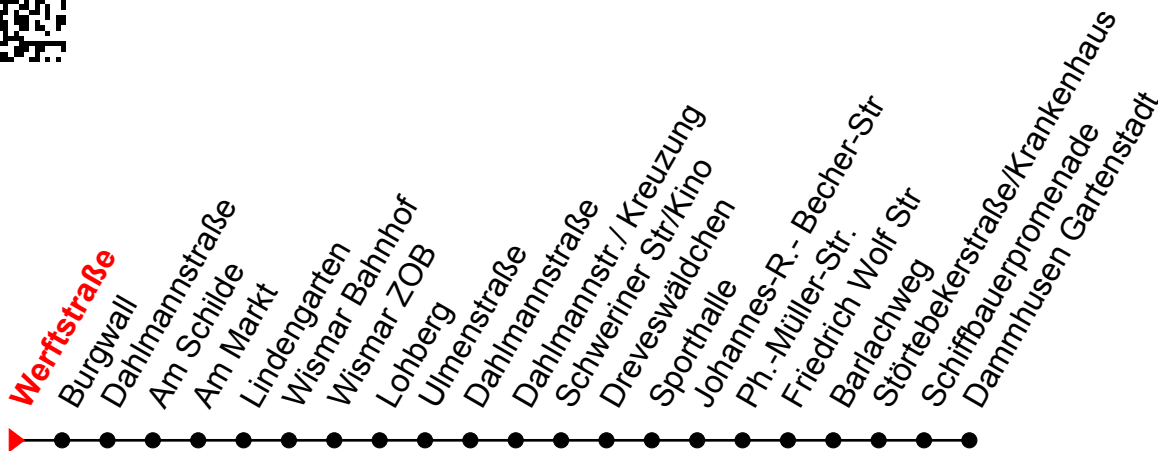 Werftstraße
Burgwall
Dahlmannstraße
Am Schilde
Am Markt
Lindengarten
Wismar Bahnhof
Wismar ZOB
Lohberg
Ulmenstraße
Dahlmannstraße
Dahlmannstr./ Kreuzung
Schweriner Str/Kino
Dreveswäldchen
Sporthalle
Johannes-R.- Becher-Str
Ph.-Müller-Str.
Friedrich Wolf Str
Barlachweg
Störtebekerstraße/Krankenhaus
Schiffbauerpromenade
Dammhusen Gartenstadt